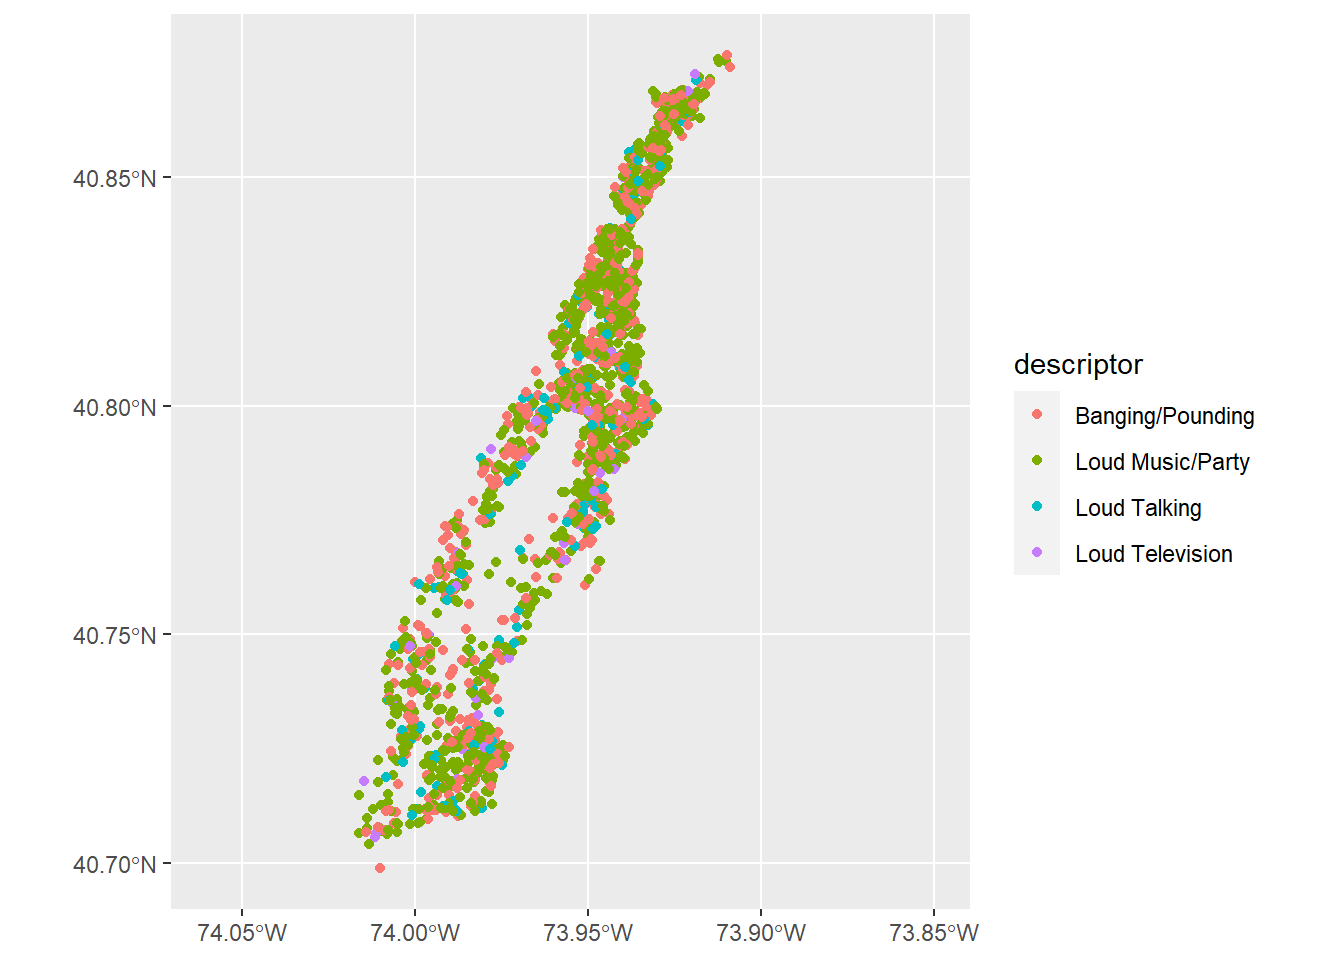 40.85°N
40.80°N
40.75°N
40.70°N
74.05°W
74.00°W
73.95°W
73.90°W
73.85°W
descriptor
Banging/Pounding
Loud Music/Party
Loud Talking
Loud Television